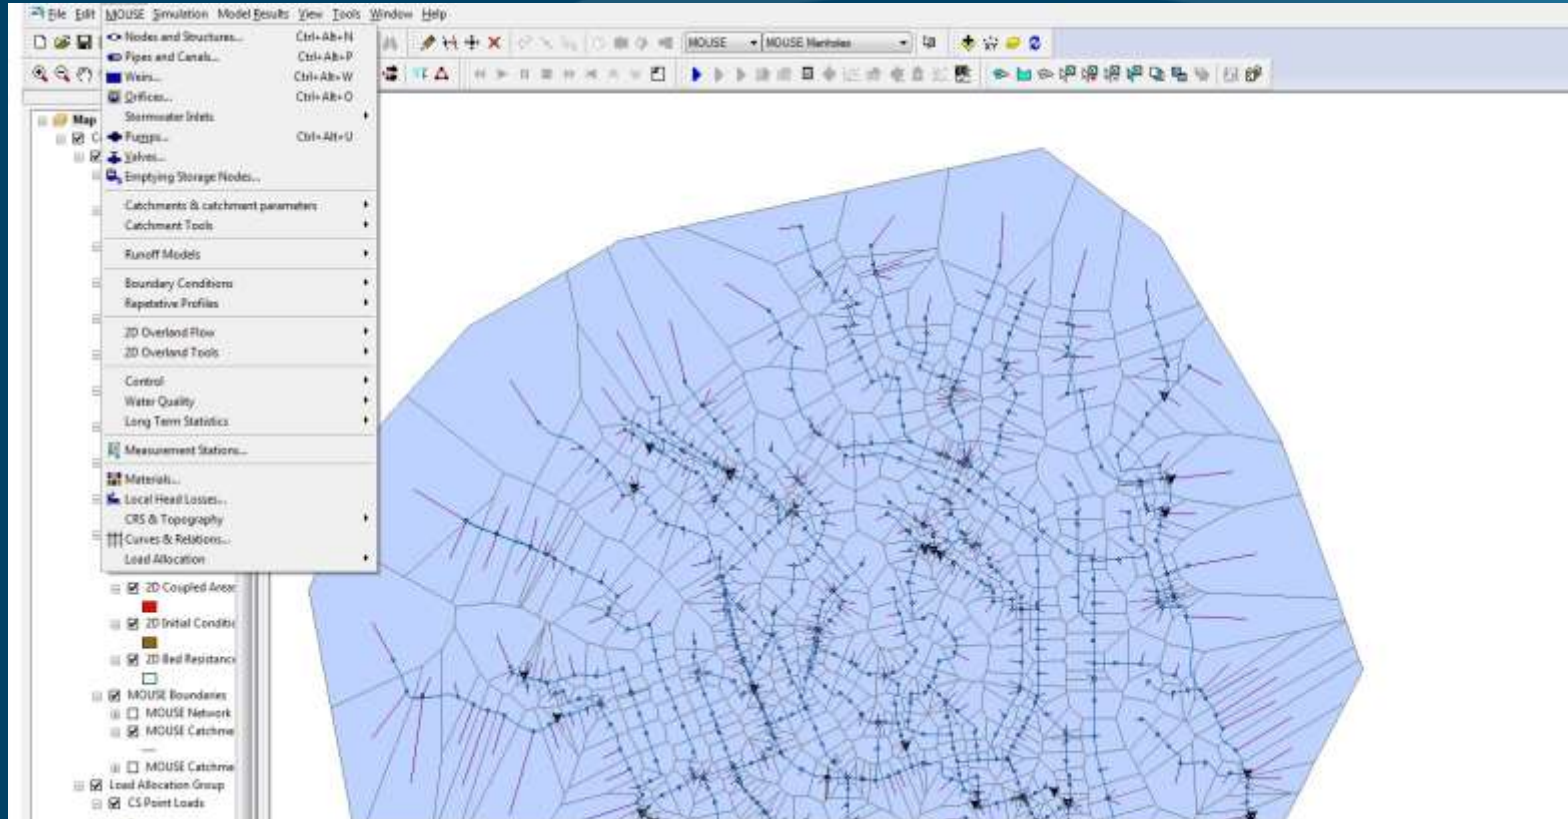 File Edit MOUSE Simulation Model Results View Tools Window Help
Nodes and Structures... Ctrl+Alt+N
MOUSE MOUSE Manholes
Pipes and Canals... Ctrl+Alt+P
Weirs... Ctrl+Alt+W
Orifices... Ctrl+Alt+O
Stormwater Inlets
Map
Pumps... Ctrl+Alt+U
Valves...
Emptying Storage Nodes...
Catchments & catchment parameters
Catchment Tools
Runoff Models
Boundary Conditions
Repetative Profiles
2D Overland Flow
2D Overland Tools
Control
Water Quality
Long Term Statistics
Measurement Stations...
Materials...
Local Head Losses...
CRS & Topography
Curves & Relations...
Load Allocation
2D Coupled Areas
2D Initial Conditi
2D Bed Resistance
MOUSE Boundaries
MOUSE Network
MOUSE Catchme
MOUSE Catchme
Load Allocation Group
CS Point Loads